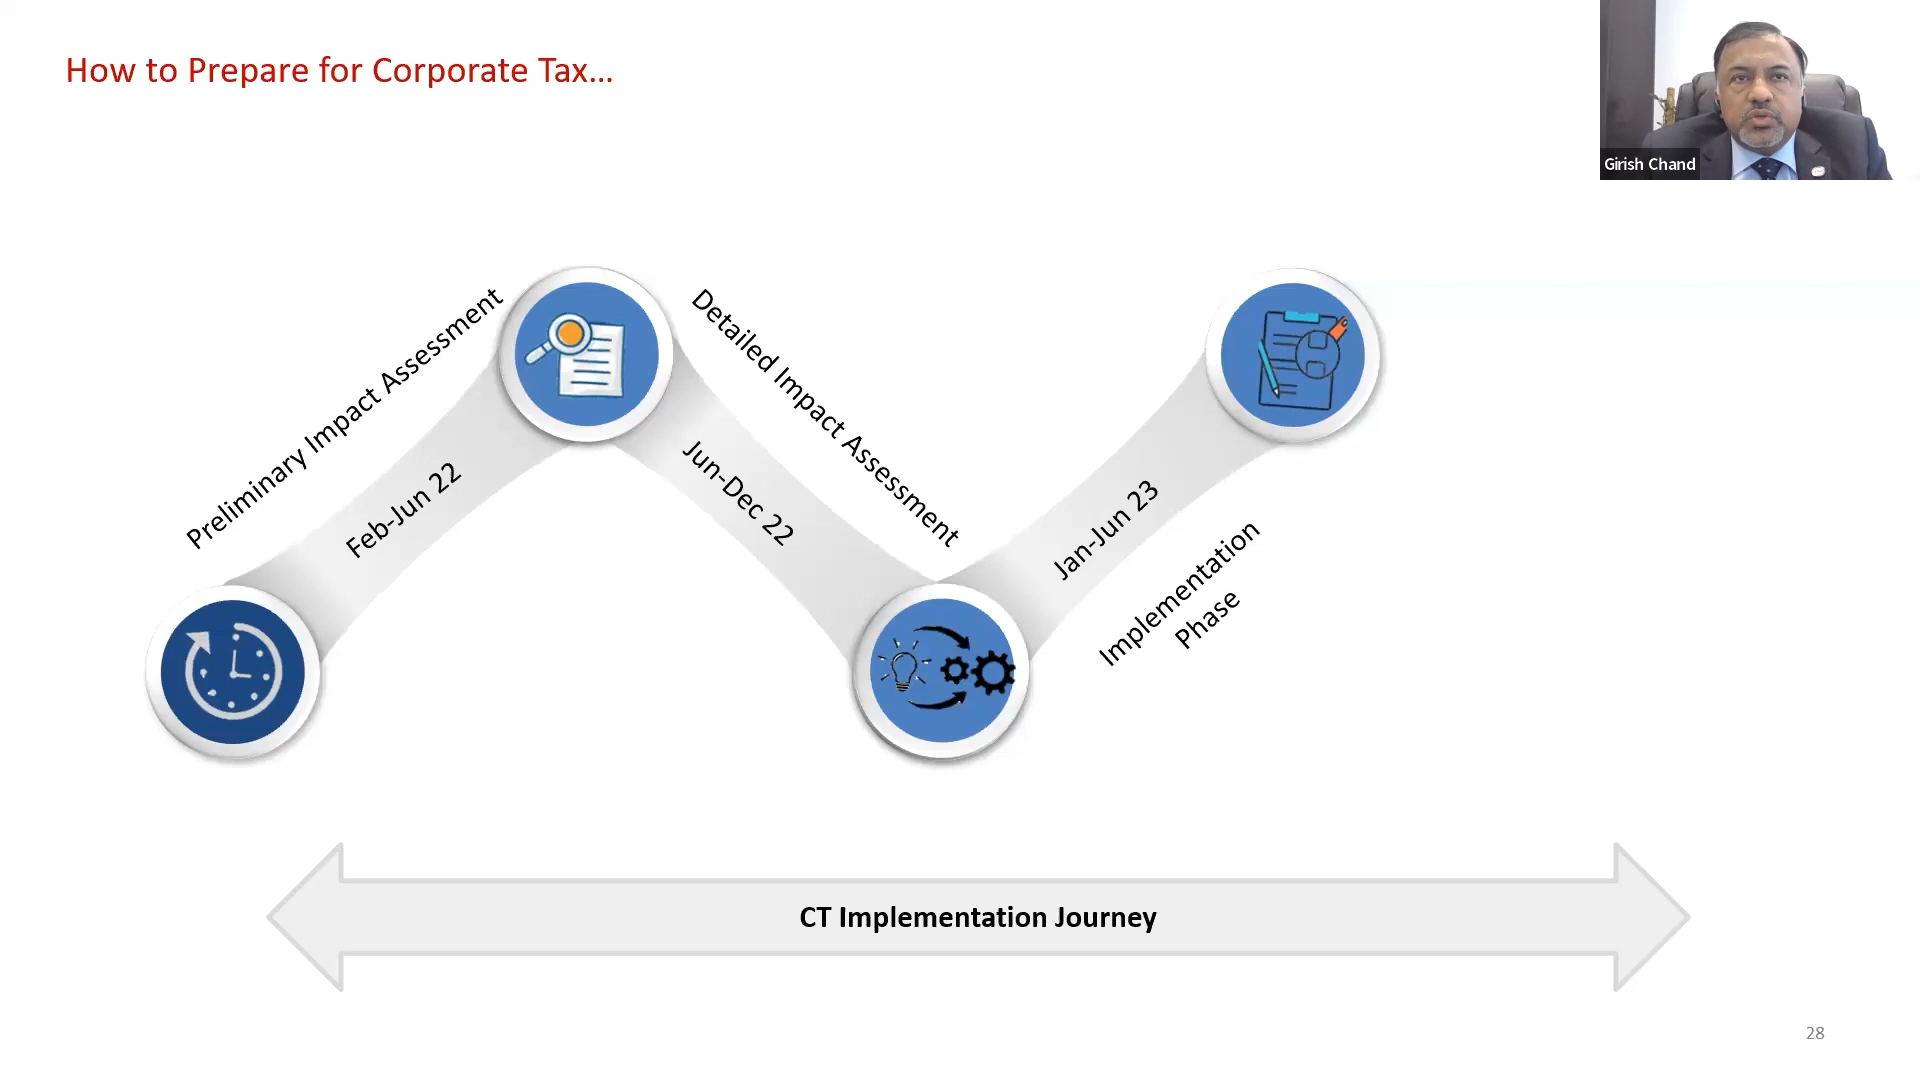 How to Prepare for Corporate Tax...
Girish Chand
Preliminary Impact Assessment
Feb-Jun 22
Detailed Impact Assessment
Jun-Dec 22
Jan-Jun 23
Implementation
Phase
CT Implementation Journey
28